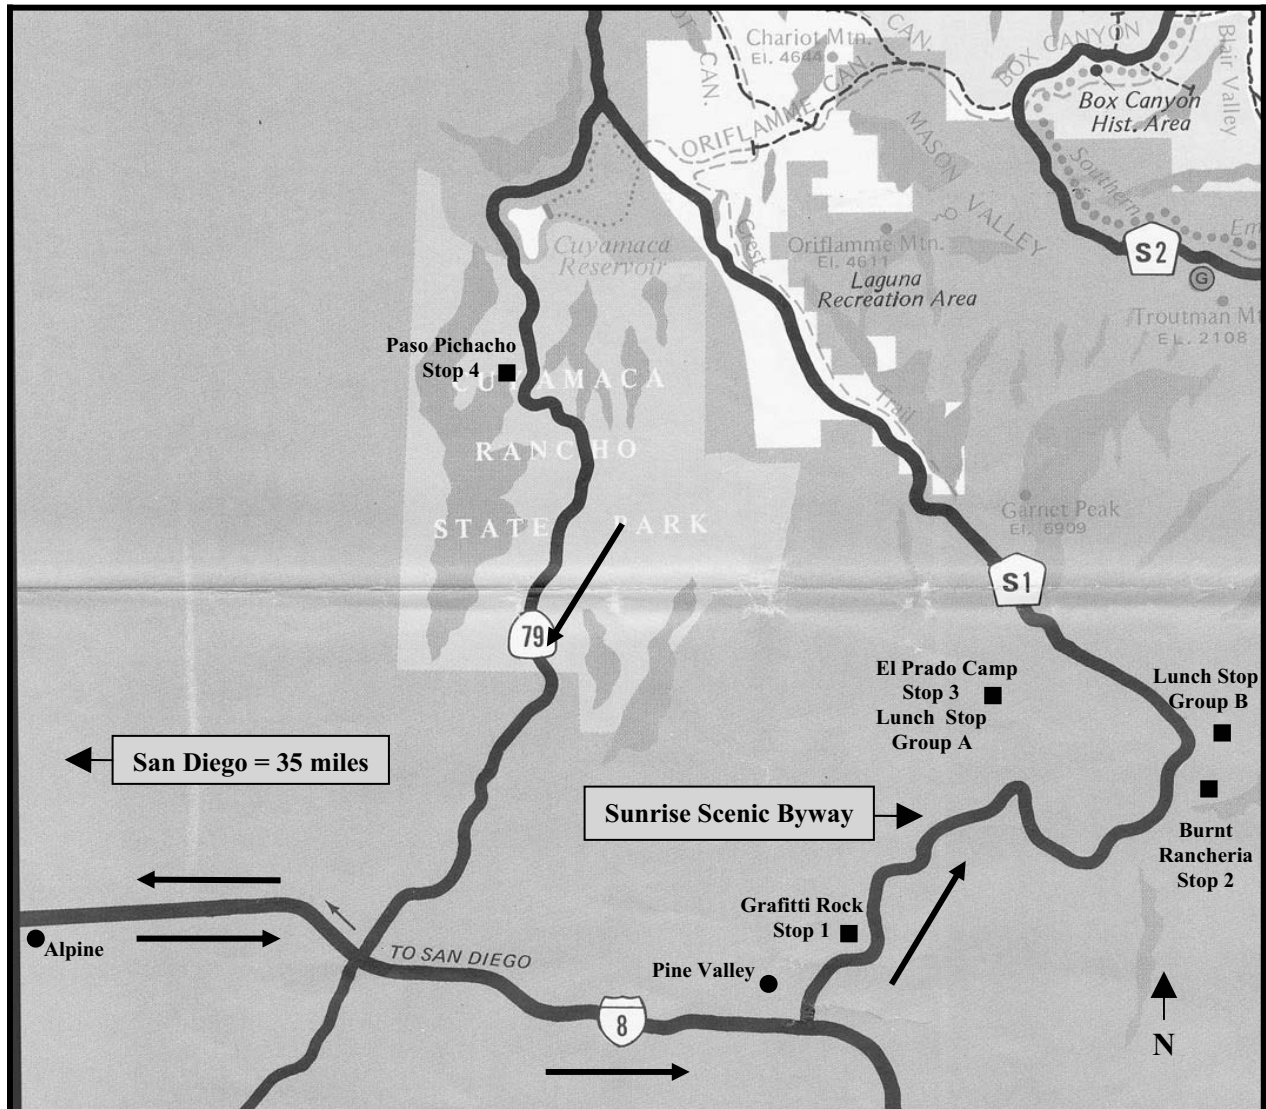 OT CAN.
CAN.
Chariot Mtn.
El. 4644
BOX CANYON
Blair Valley
Box Canyon
Hist. Area
ORIFLAMME CAN.
MASON VALLEY
Southern
Em
S2
G
Cuyamaca
Reservoir
Crest
Oriflamme Mtn.
El. 4611
Laguna
Recreation Area
Troutman Mt
EL. 2108
Paso Pichacho
Stop 4
CUYAMACA
RANCHO
STATE PARK
Trail
Garnet Peak
El. 5909
S1
79
El Prado Camp
Stop 3
Lunch Stop
Group A
Lunch Stop
Group B
San Diego = 35 miles
Sunrise Scenic Byway
Burnt
Rancheria
Stop 2
Grafitti Rock
Stop 1
Alpine
TO SAN DIEGO
Pine Valley
8
N